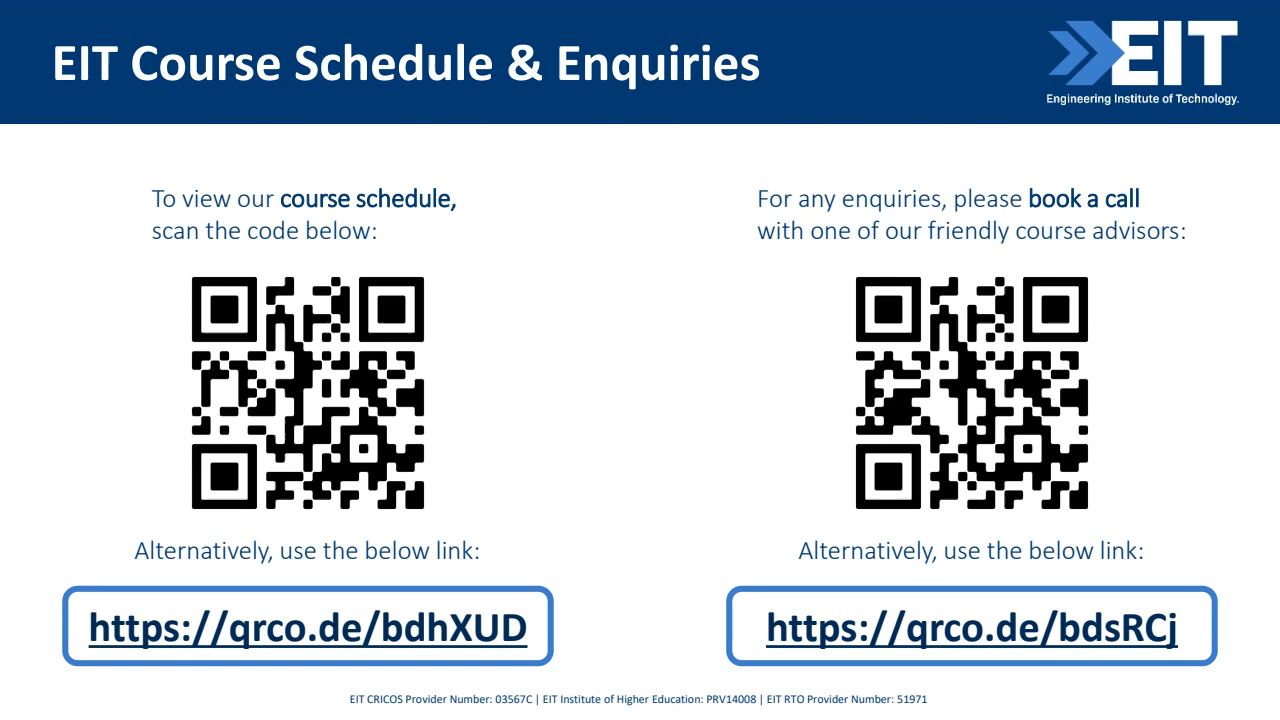 EIT Course Schedule & Enquiries
EIT
Engineering Institute of Technology.
To view our course schedule,
scan the code below:
Alternatively, use the below link:
https://qrco.de/bdhXUD
For any enquiries, please book a call
with one of our friendly course advisors:
Alternatively, use the below link:
https://qrco.de/bdsRCj
EIT CRICOS Provider Number: 03567C | EIT Institute of Higher Education: PRV14008 | EIT RTO Provider Number: 51971